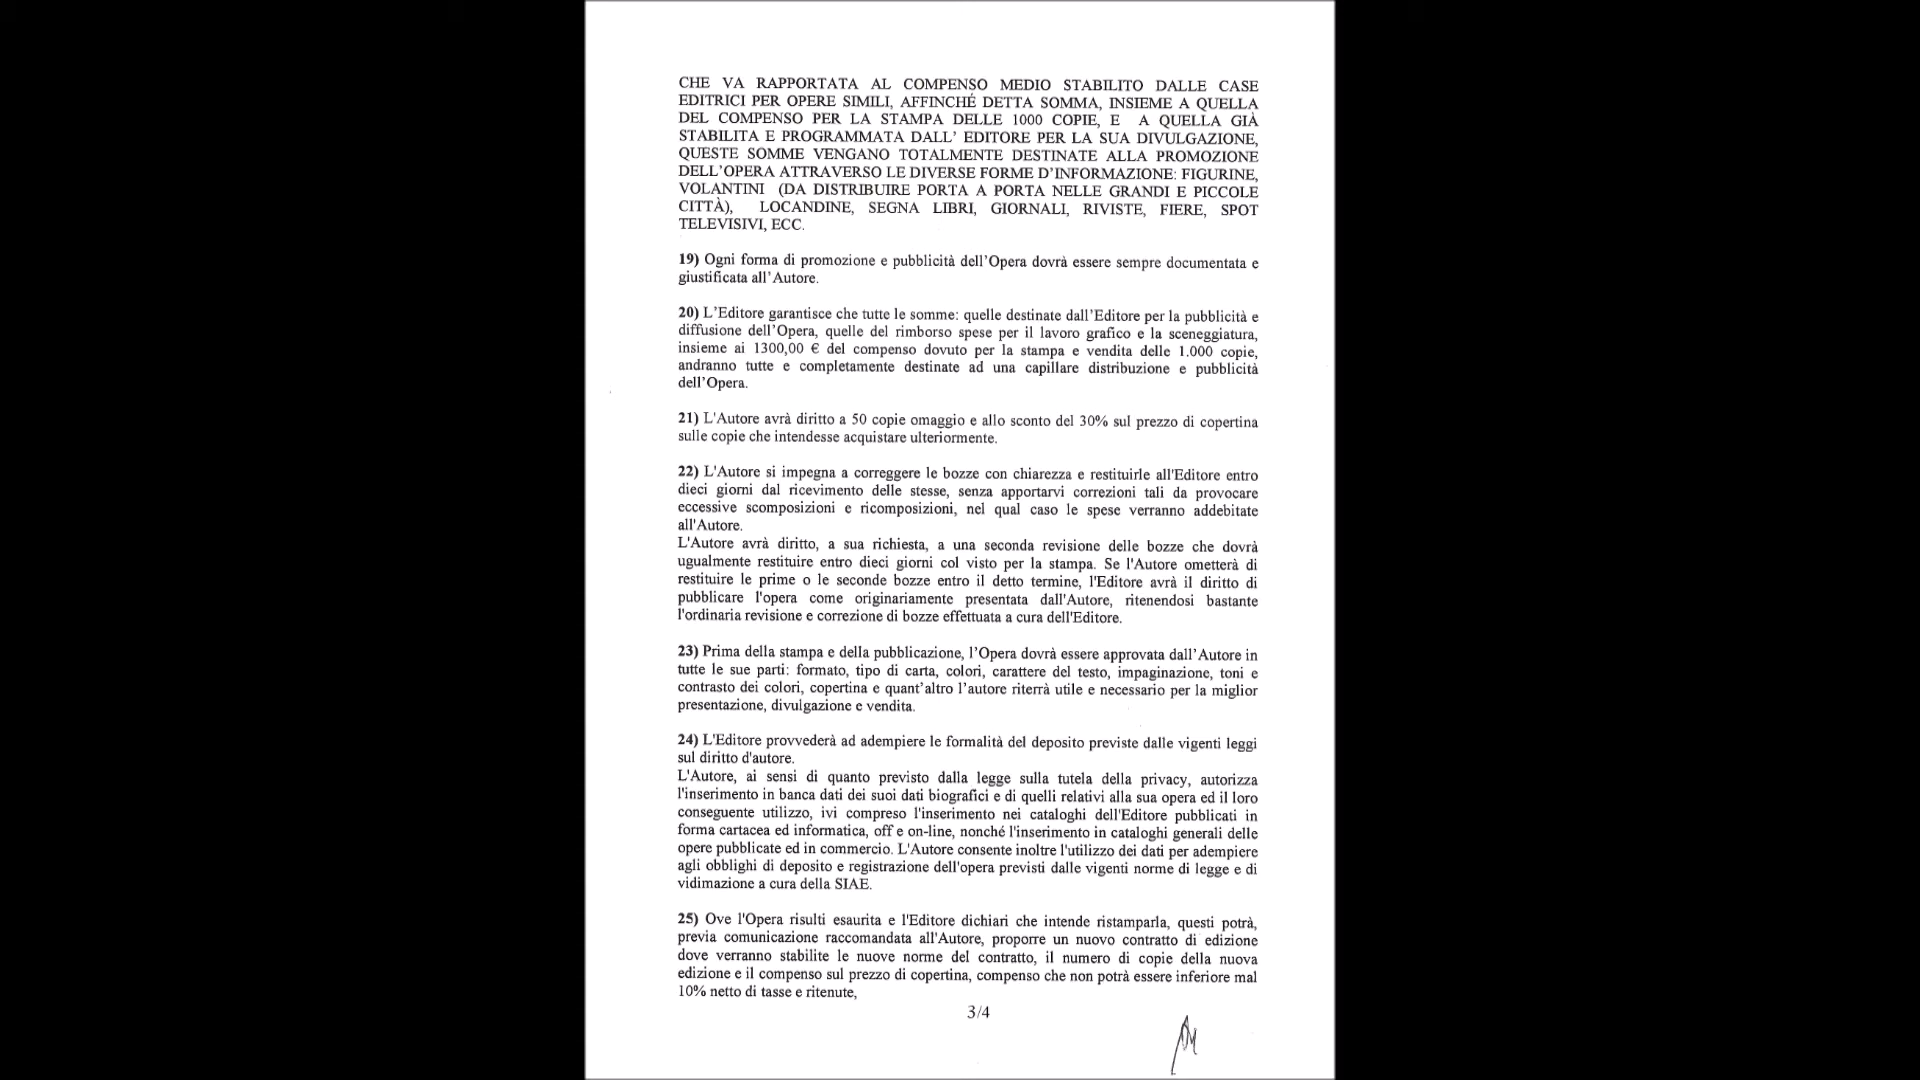 CHE VA RAPPORTATA AL COMPENSO MEDIO STABILITO DALLE CASE
EDITRICI PER OPERE SIMILI, AFFINCHÉ DETTA SOMMA, INSIEME A QUELLA
DEL COMPENSO PER LA STAMPA DELLE 1000 COPIE, E A QUELLA GIÀ
STABILITA E PROGRAMMATA DALL' EDITORE PER LA SUA DIVULGAZIONE,
QUESTE SOMME VENGANO TOTALMENTE DESTINATE ALLA PROMOZIONE
DELL'OPERA ATTRAVERSO LE DIVERSE FORME D'INFORMAZIONE: FIGURINE,
VOLANTINI (DA DISTRIBUIRE PORTA A PORTA NELLE GRANDI E PICCOLE
CITTÀ), LOCANDINE, SEGNA LIBRI, GIORNALI, RIVISTE, FIERE, SPOT
TELEVISIVI, ECC.
19) Ogni forma di promozione e pubblicità dell'Opera dovrà essere sempre documentata e
giustificata all'Autore.
20) L'Editore garantisce che tutte le somme: quelle destinate dall'Editore per la pubblicità e
diffusione dell'Opera, quelle del rimborso spese per il lavoro grafico e la sceneggiatura,
insieme ai 1300,00 € del compenso dovuto per la stampa e vendita delle 1.000 copie,
andranno tutte e completamente destinate ad una capillare distribuzione e pubblicità
dell'Opera.
21) L'Autore avrà diritto a 50 copie omaggio e allo sconto del 30% sul prezzo di copertina
sulle copie che intendesse acquistare ulteriormente.
22) L'Autore si impegna a correggere le bozze con chiarezza e restituirle all'Editore entro
dieci giorni dal ricevimento delle stesse, senza apportarvi correzioni tali da provocare
eccessive scomposizioni e ricomposizioni, nel qual caso le spese verranno addebitate
all'Autore.
L'Autore avrà diritto, a sua richiesta, a una seconda revisione delle bozze che dovrà
ugualmente restituire entro dieci giorni col visto per la stampa. Se l'Autore ometterà di
restituire le prime o le seconde bozze entro il detto termine, l'Editore avrà il diritto di
pubblicare l'opera come originariamente presentata dall'Autore, ritenendosi bastante
l'ordinaria revisione e correzione di bozze effettuata a cura dell'Editore.
23) Prima della stampa e della pubblicazione, l'Opera dovrà essere approvata dall'Autore in
tutte le sue parti: formato, tipo di carta, colori, carattere del testo, impaginazione, toni e
contrasto dei colori, copertina e quant'altro l'autore riterrà utile e necessario per la miglior
presentazione, divulgazione e vendita.
24) L'Editore provvederà ad adempiere le formalità del deposito previste dalle vigenti leggi
sul diritto d'autore.
L'Autore, ai sensi di quanto previsto dalla legge sulla tutela della privacy, autorizza
l'inserimento in banca dati dei suoi dati biografici e di quelli relativi alla sua opera ed il loro
conseguente utilizzo, ivi compreso l'inserimento nei cataloghi dell'Editore pubblicati in
forma cartacea ed informatica, off e on-line, nonché l'inserimento in cataloghi generali delle
opere pubblicate ed in commercio. L'Autore consente inoltre l'utilizzo dei dati per adempiere
agli obblighi di deposito e registrazione dell'opera previsti dalle vigenti norme di legge e di
vidimazione a cura della SIAE.
25) Ove l'Opera risulti esaurita e l'Editore dichiari che intende ristamparla, questi potrà,
previa comunicazione raccomandata all'Autore, proporre un nuovo contratto di edizione
dove verranno stabilite le nuove norme del contratto, il numero di copie della nuova
edizione e il compenso sul prezzo di copertina, compenso che non potrà essere inferiore mal
10% netto di tasse e ritenute,
3/4